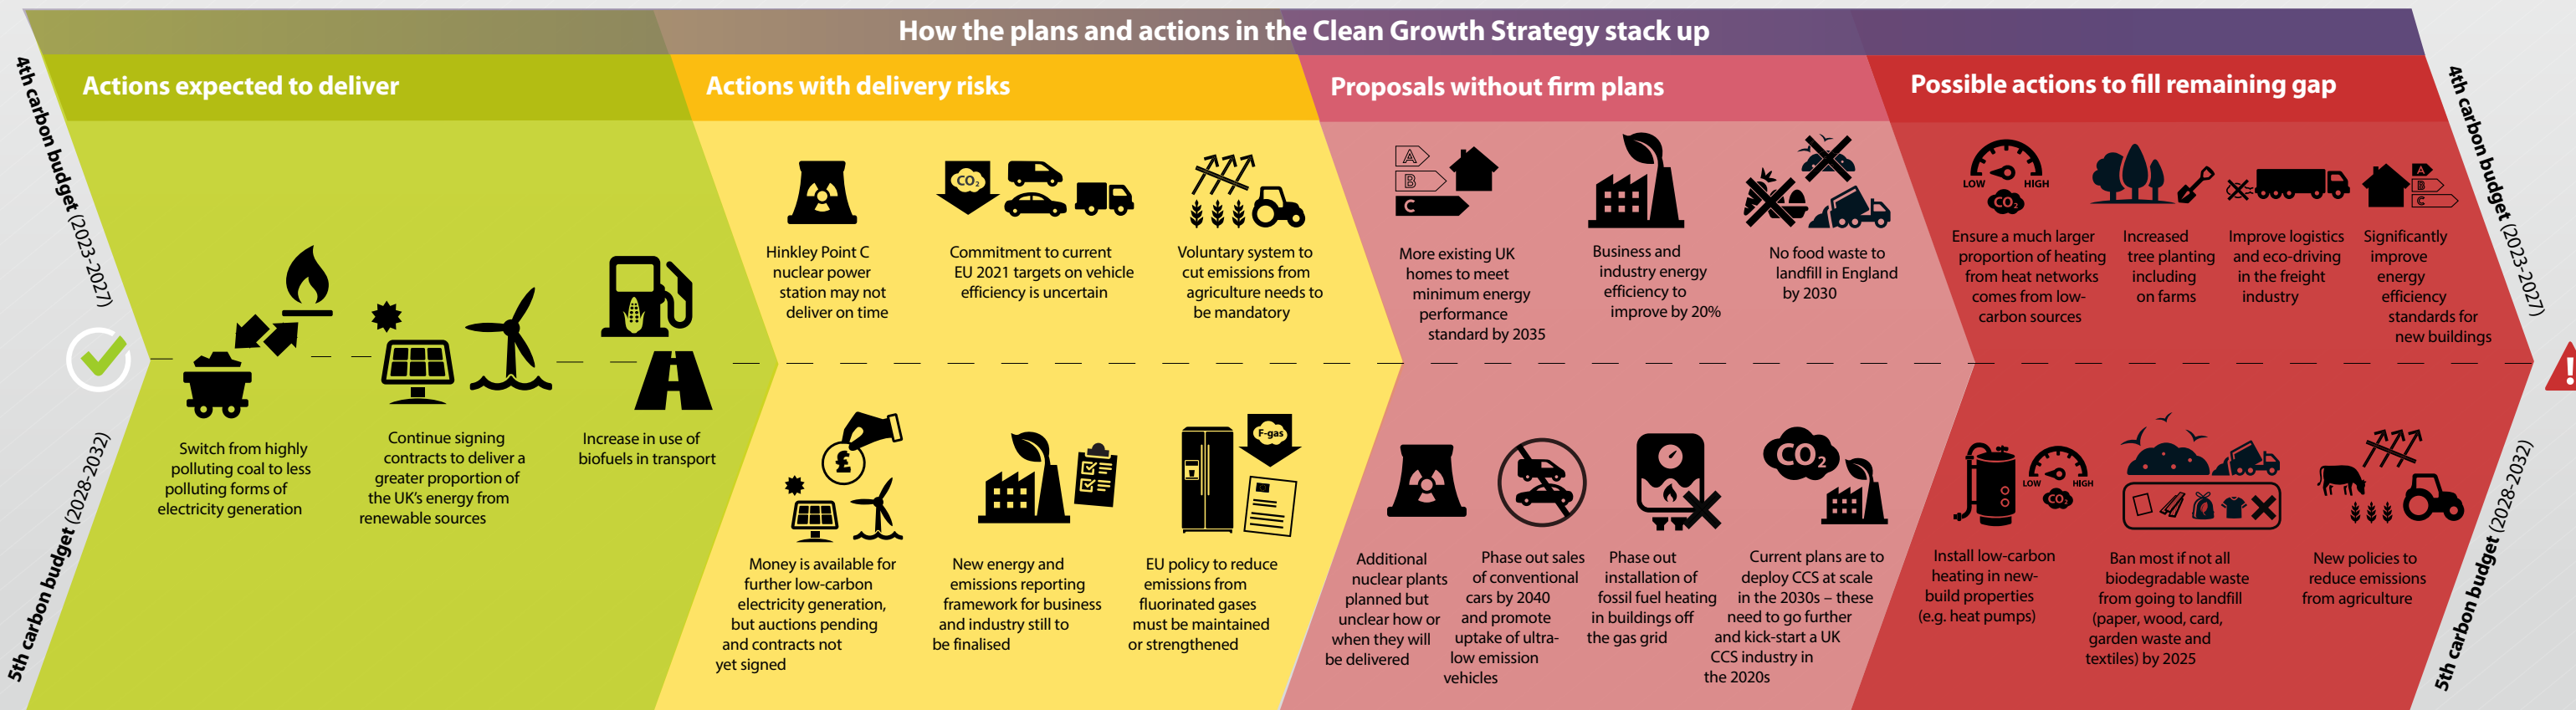 How the plans and actions in the Clean Growth Strategy stack up
4th carbon budget (2023-2027)
5th carbon budget (2028-2032)
Actions expected to deliver
Switch from highly
polluting coal to less
polluting forms of
electricity generation
Continue signing
contracts to deliver a
greater proportion of
the UK's energy from
renewable sources
Increase in use of
biofuels in transport
Actions with delivery risks
CO₂
Hinkley Point C
nuclear power
station may not
deliver on time
Commitment to current
EU 2021 targets on vehicle
efficiency is uncertain
Voluntary system to
cut emissions from
agriculture needs to
be mandatory
£
F-gas
Money is available for
further low-carbon
electricity generation,
but auctions pending
and contracts not
yet signed
New energy and
emissions reporting
framework for business
and industry still to
be finalised
EU policy to reduce
emissions from
fluorinated gases
must be maintained
or strengthened
Proposals without firm plans
A
B
C
More existing UK
homes to meet
minimum energy
performance
standard by 2035
Business and
industry energy
efficiency to
improve by 20%
No food waste to
landfill in England
by 2030
CO₂
Additional
nuclear plants
planned but
unclear how or
when they will
be delivered
Phase out sales
of conventional
cars by 2040
and promote
uptake of ultra-
low emission
vehicles
Phase out
installation of
fossil fuel heating
in buildings off
the gas grid
Current plans are to
deploy CCS at scale
in the 2030s – these
need to go further
and kick-start a UK
CCS industry in
the 2020s
Possible actions to fill remaining gap
LOW HIGH
CO₂
A
B
C
Ensure a much larger
proportion of heating
from heat networks
comes from low-
carbon sources
Increased
tree planting
including
on farms
Improve logistics
and eco-driving
in the freight
industry
Significantly
improve
energy
efficiency
standards for
new buildings
LOW HIGH
CO₂
Install low-carbon
heating in new-
build properties
(e.g. heat pumps)
Ban most if not all
biodegradable waste
from going to landfill
(paper, wood, card,
garden waste and
textiles) by 2025
New policies to
reduce emissions
from agriculture
4th carbon budget (2023-2027)
5th carbon budget (2028-2032)
!